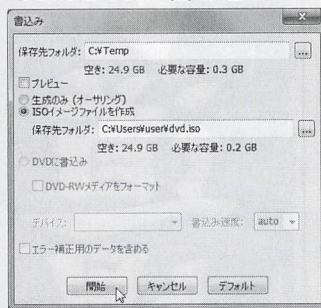 書込み
保存先フォルダ: C:¥Temp ...
空き: 24.9 GB 必要な容量: 0.3 GB
プレビュー
生成のみ (オーサリング)
ISOイメージファイルを作成
保存先フォルダ: C:¥Users¥user¥dvd.iso ...
空き: 24.9 GB 必要な容量: 0.2 GB
DVDに書込み
DVD-RWメディアをフォーマット
デバイス: 書込み速度: auto
エラー補正用のデータを含める
開始 キャンセル デフォルト